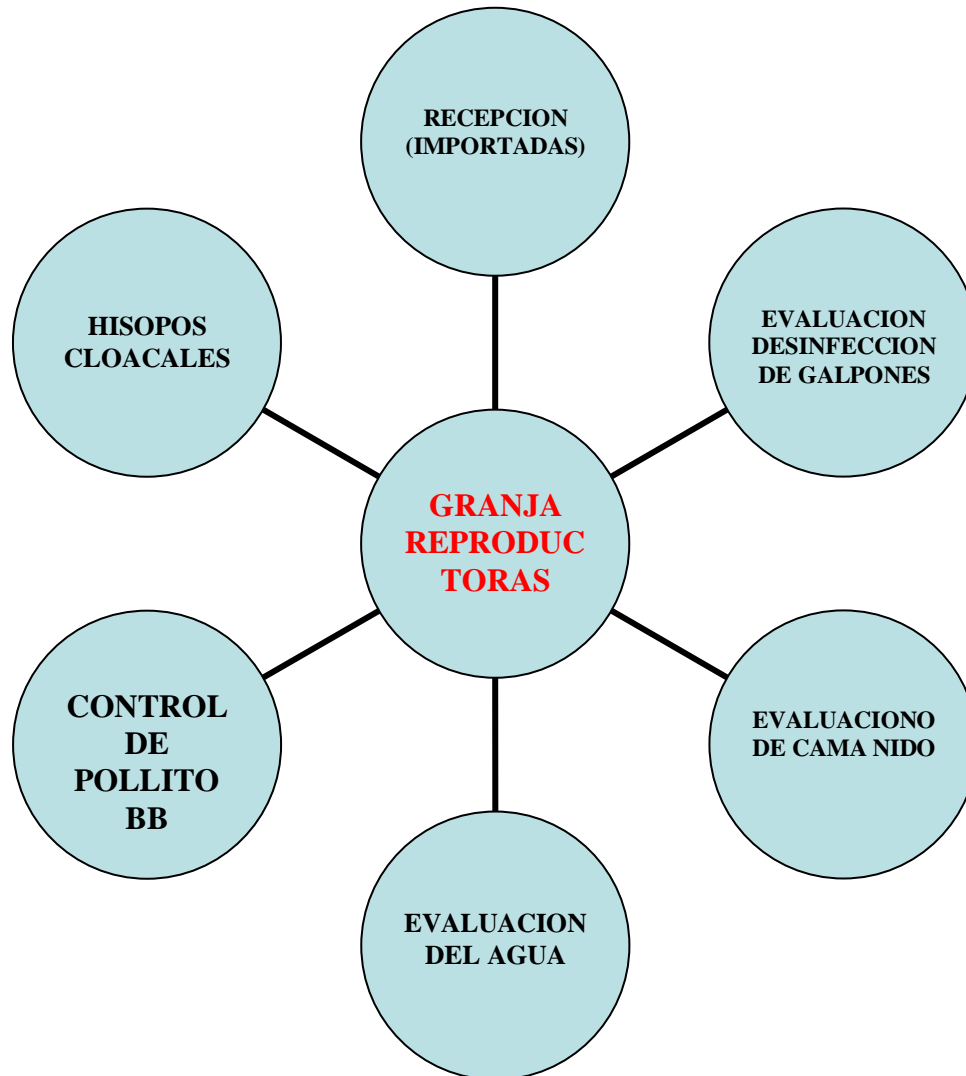 RECEPCION
(IMPORTADAS)
HISOPOS
CLOACALES
EVALUACION
DESINFECCION
DE GALPONES
GRANJA
REPRODUC
TORAS
CONTROL
DE
POLLITO
BB
EVALUACIONO
DE CAMA NIDO
EVALUACION
DEL AGUA